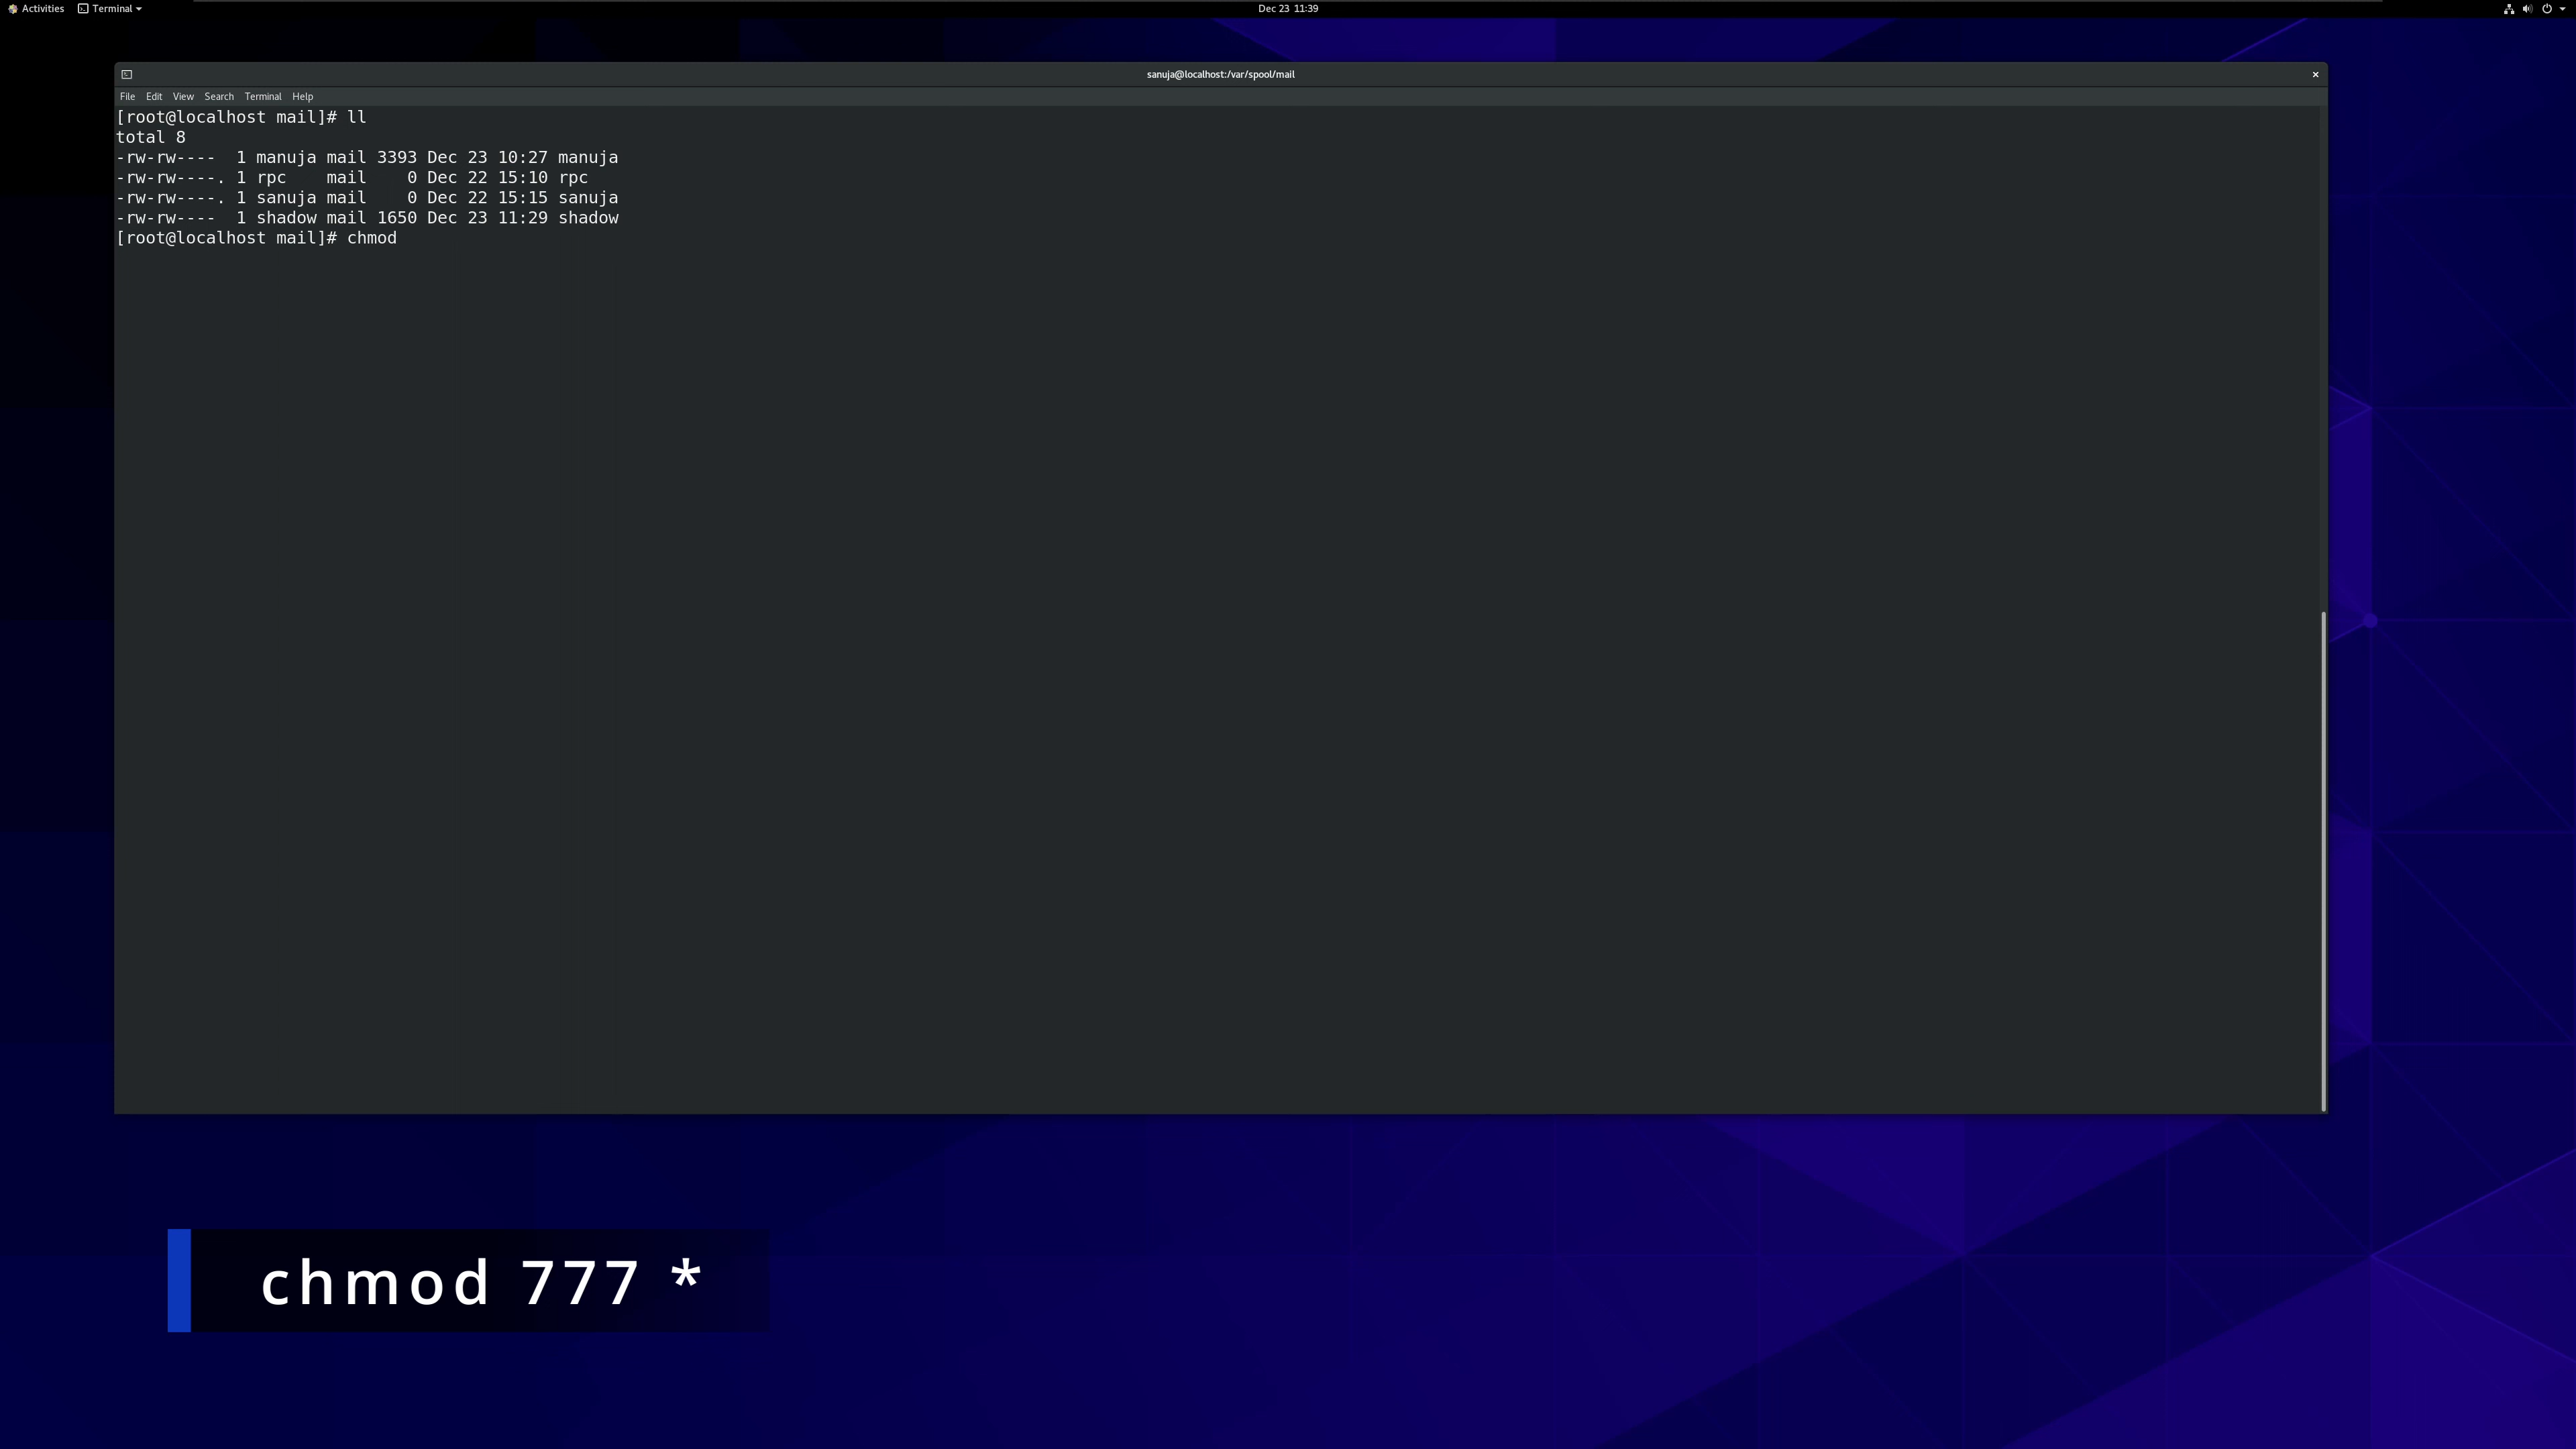 Activities Terminal Dec 23 11:39
sanuja@localhost:/var/spool/mail
File Edit View Search Terminal Help
[root@localhost mail]# ll
total 8
-rw-rw----  1 manuja mail 3393 Dec 23 10:27 manuja
-rw-rw----. 1 rpc    mail    0 Dec 22 15:10 rpc
-rw-rw----. 1 sanuja mail    0 Dec 22 15:15 sanuja
-rw-rw----  1 shadow mail 1650 Dec 23 11:29 shadow
[root@localhost mail]# chmod
chmod 777 *